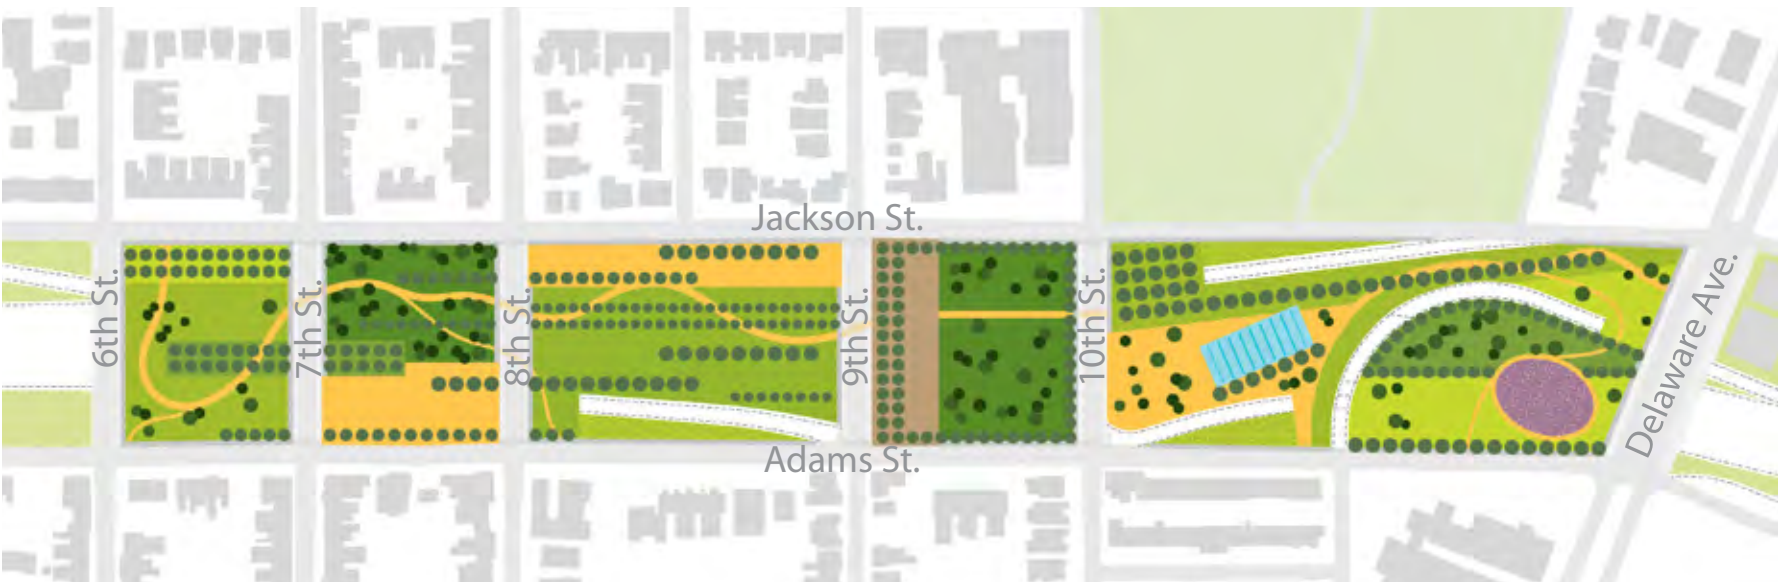 Jackson St.
6th St.
7th St.
8th St.
9th St.
10th St.
Delaware Ave.
Adams St.